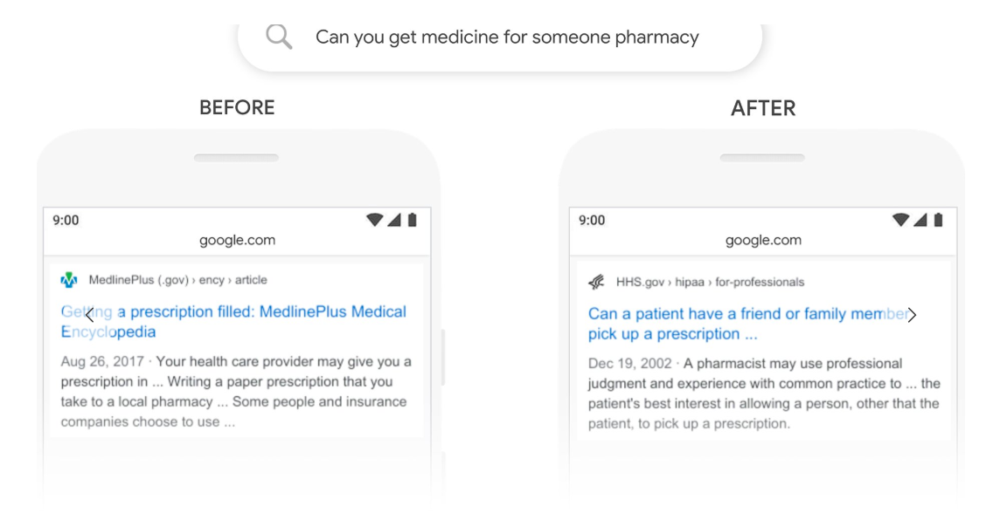 Can you get medicine for someone pharmacy
BEFORE
AFTER
9:00
google.com
MedlinePlus (.gov) › ency › article
Getting a prescription filled: MedlinePlus Medical
Encyclopedia
Aug 26, 2017 · Your health care provider may give you a
prescription in ... Writing a paper prescription that you
take to a local pharmacy ... Some people and insurance
companies choose to use ...
9:00
google.com
HHS.gov › hipaa › for-professionals
Can a patient have a friend or family member
pick up a prescription ...
Dec 19, 2002 · A pharmacist may use professional
judgment and experience with common practice to ... the
patient's best interest in allowing a person, other that the
patient, to pick up a prescription.